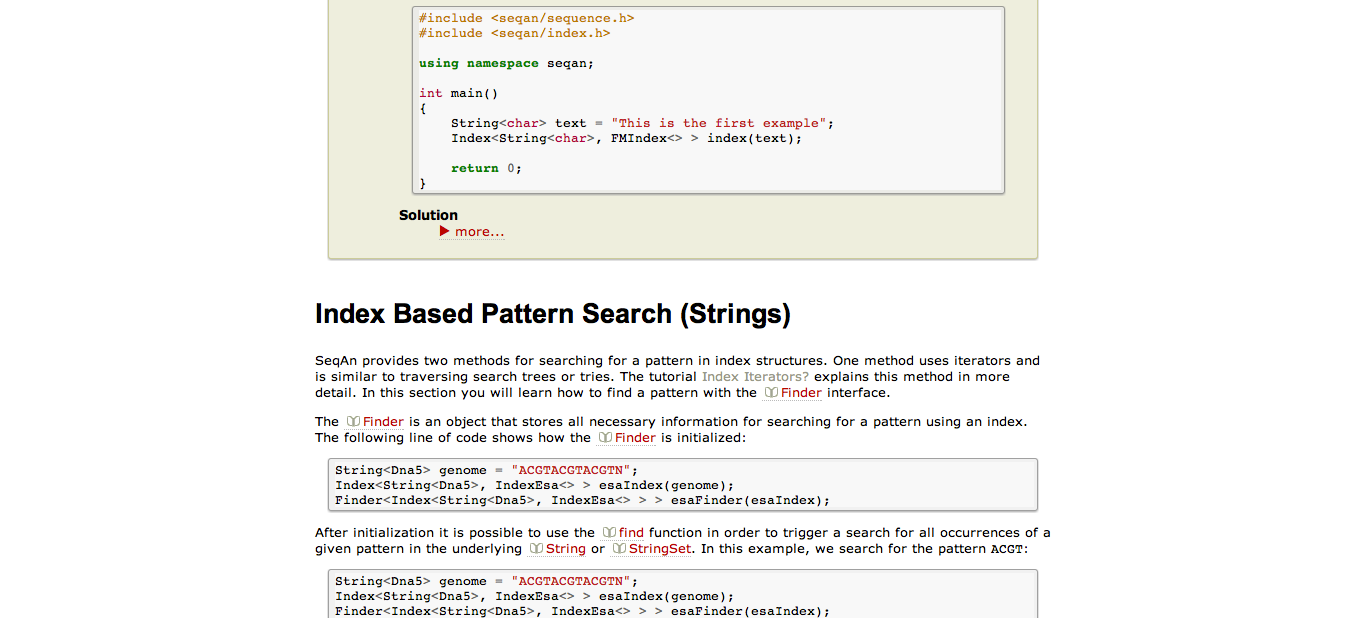 #include <seqan/sequence.h>
#include <seqan/index.h>
using namespace seqan;
int main()
{
String<char> text = "This is the first example";
Index<String<char>, FMIndex<> > index(text);
return 0;
}
Solution
more...
Index Based Pattern Search (Strings)
SeqAn provides two methods for searching for a pattern in index structures. One method uses iterators and
is similar to traversing search trees or tries. The tutorial Index Iterators? explains this method in more
detail. In this section you will learn how to find a pattern with the Finder interface.
The Finder is an object that stores all necessary information for searching for a pattern using an index.
The following line of code shows how the Finder is initialized:
String<Dna5> genome = "ACGTACGTACGTN";
Index<String<Dna5>, IndexEsa<> > esaIndex(genome);
Finder<Index<String<Dna5>, IndexEsa<> > > esaFinder(esaIndex);
After initialization it is possible to use the find function in order to trigger a search for all occurrences of a
given pattern in the underlying String or StringSet. In this example, we search for the pattern ACGT:
String<Dna5> genome = "ACGTACGTACGTN";
Index<String<Dna5>, IndexEsa<> > esaIndex(genome);
Finder<Index<String<Dna5>, IndexEsa<> > > esaFinder(esaIndex);